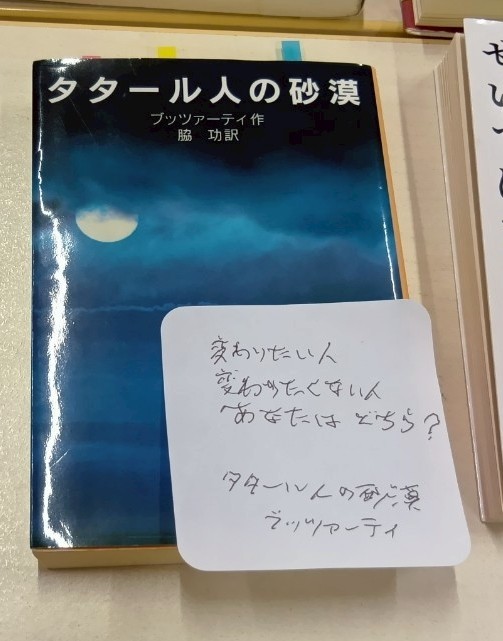 タタール人の砂漠
ブッツァーティ作
脇 功訳
変わりたい人
変わりたくない人
あなたは どちら?
タタール人の砂漠
ブッツァーティ